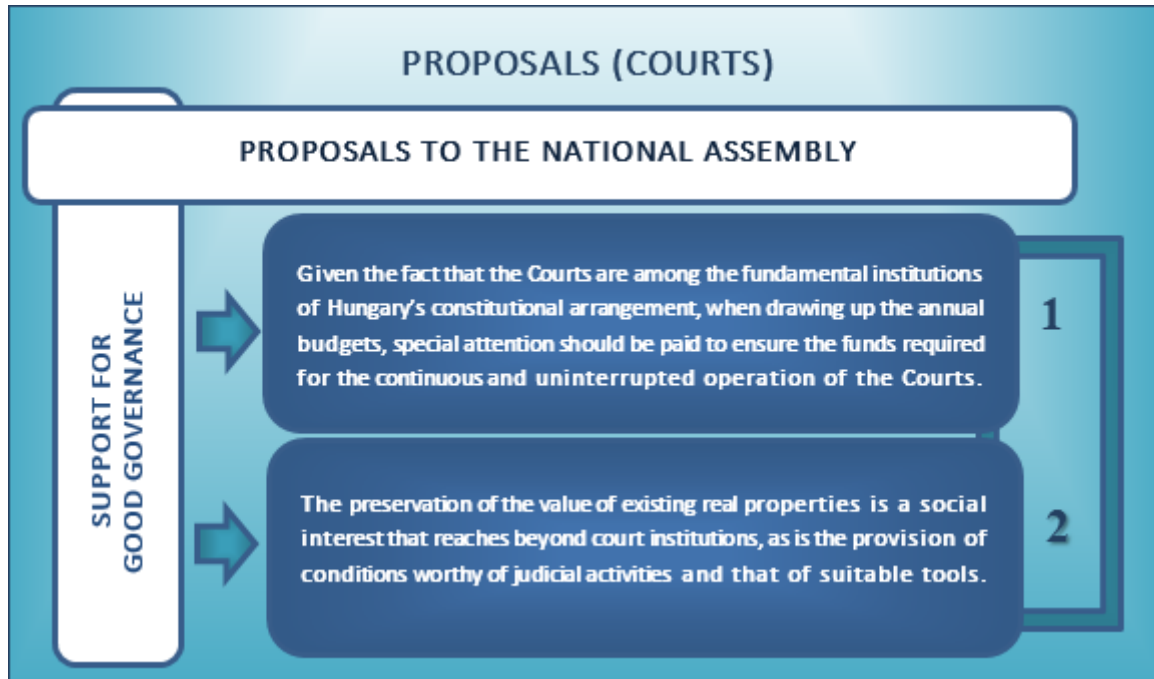 PROPOSALS (COURTS)
PROPOSALS TO THE NATIONAL ASSEMBLY
SUPPORT FOR
GOOD GOVERNANCE
Given the fact that the Courts are among the fundamental institutions
of Hungary's constitutional arrangement, when drawing up the annual
budgets, special attention should be paid to ensure the funds required
for the continuous and uninterrupted operation of the Courts.
1
The preservation of the value of existing real properties is a social
interest that reaches beyond court institutions, as is the provision of
conditions worthy of judicial activities and that of suitable tools.
2